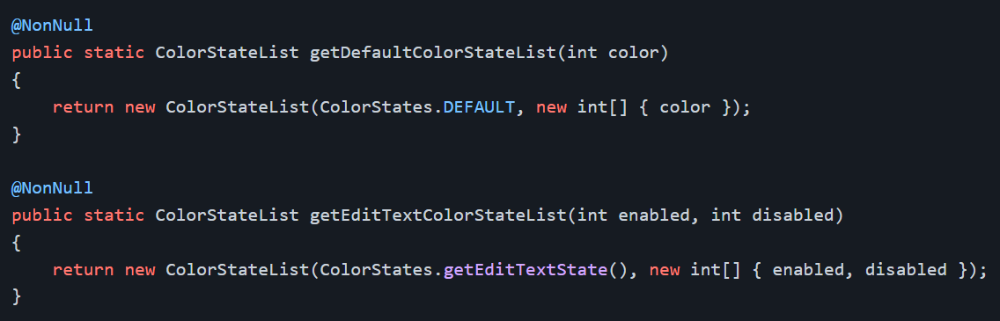 @NonNull
public static ColorStateList getDefaultColorStateList(int color)
{
    return new ColorStateList(ColorStates.DEFAULT, new int[] { color });
}

@NonNull
public static ColorStateList getEditTextColorStateList(int enabled, int disabled)
{
    return new ColorStateList(ColorStates.getEditTextState(), new int[] { enabled, disabled });
}